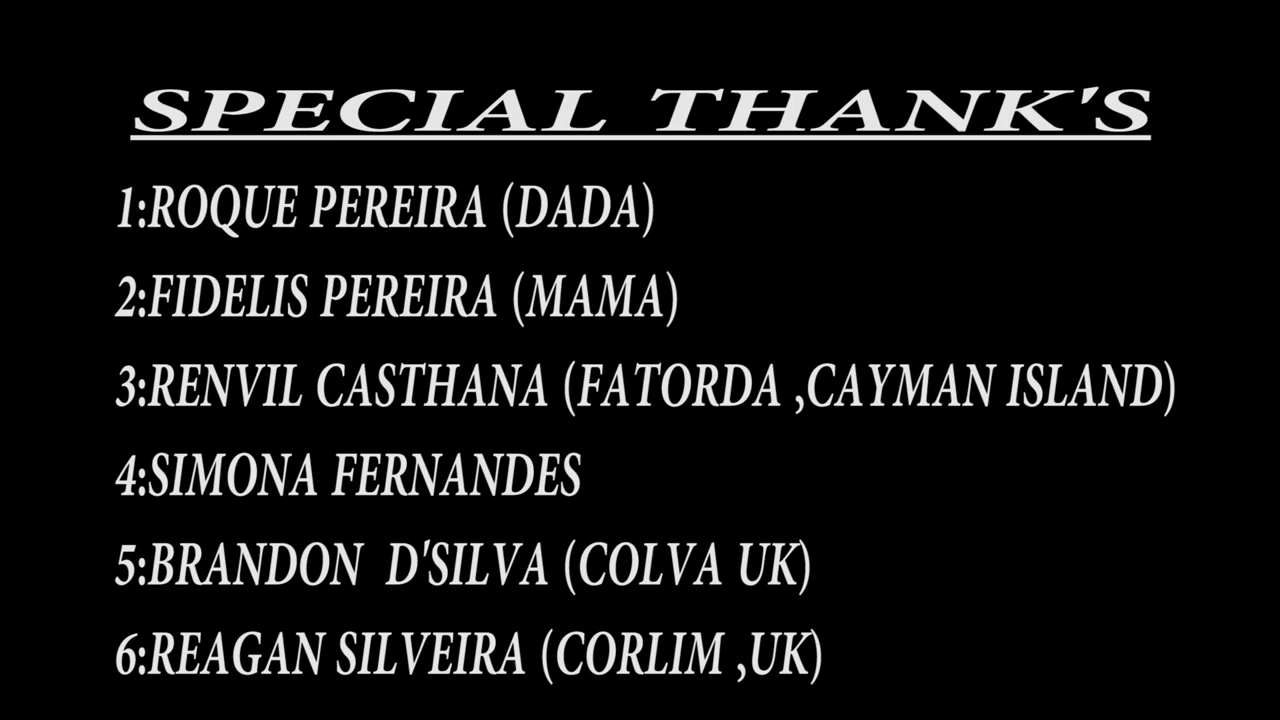 SPECIAL THANK'S
1:ROQUE PEREIRA (DADA)
2:FIDELIS PEREIRA (MAMA)
3:RENVIL CASTHANA (FATORDA ,CAYMAN ISLAND)
4:SIMONA FERNANDES
5:BRANDON  D'SILVA (COLVA UK)
6:REAGAN SILVEIRA (CORLIM ,UK)